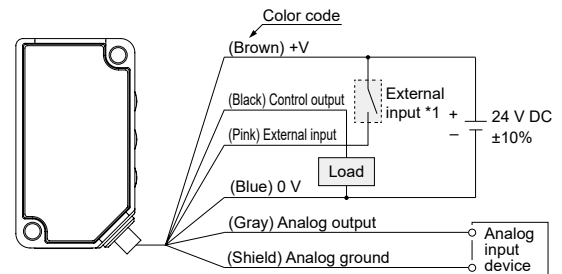 Color code
(Brown) +V
(Black) Control output
External
input *1
+
−
24 V DC
±10%
(Pink) External input
Load
(Blue) 0 V
(Gray) Analog output
Analog
input
device
(Shield) Analog ground